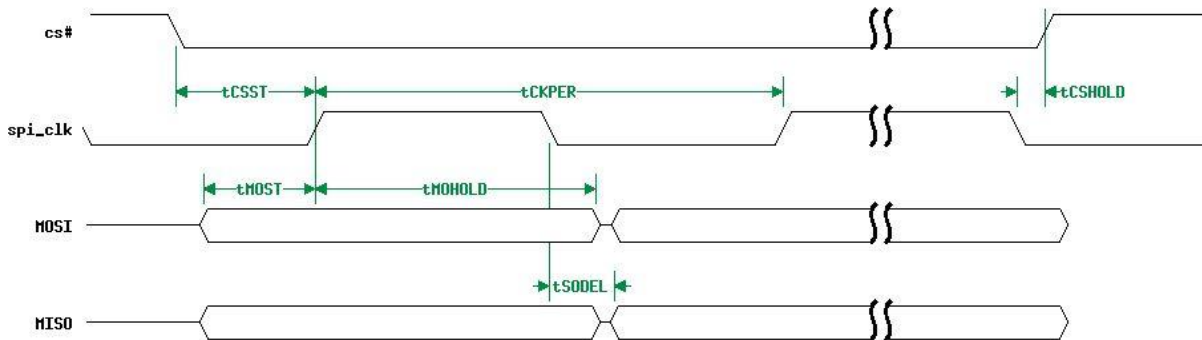 cs#
tCSST
tCKPER
tCSHOLD
spi_clk
tMOST
tMOHOLD
MOSI
tSODEL
MISO